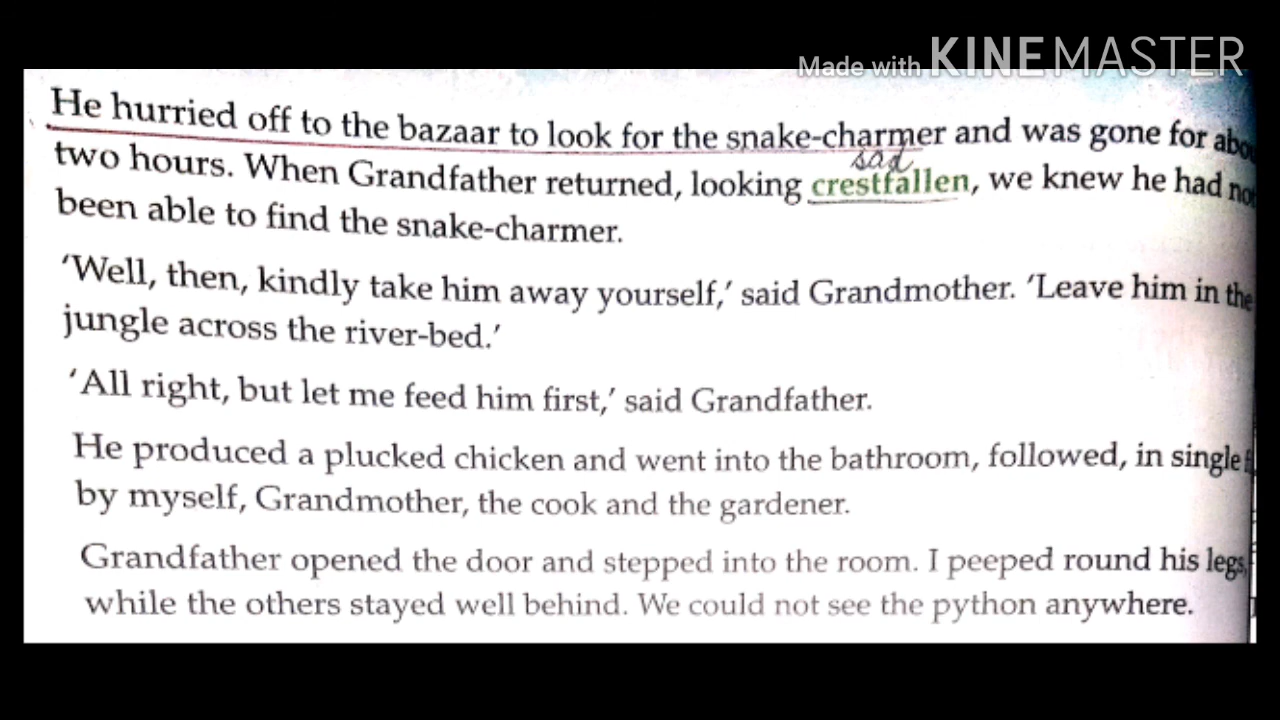 Made with KINEMASTER
He hurried off to the bazaar to look for the snake-charmer and was gone for
sad
two hours. When Grandfather returned, looking crestfallen, we knew he had
been able to find the snake-charmer.
‘Well, then, kindly take him away yourself,’ said Grandmother. ‘Leave him in the
jungle across the river-bed.’
‘All right, but let me feed him first,’ said Grandfather.
He produced a plucked chicken and went into the bathroom, followed, in single
by myself, Grandmother, the cook and the gardener.
Grandfather opened the door and stepped into the room. I peeped round his legs,
while the others stayed well behind. We could not see the python anywhere.